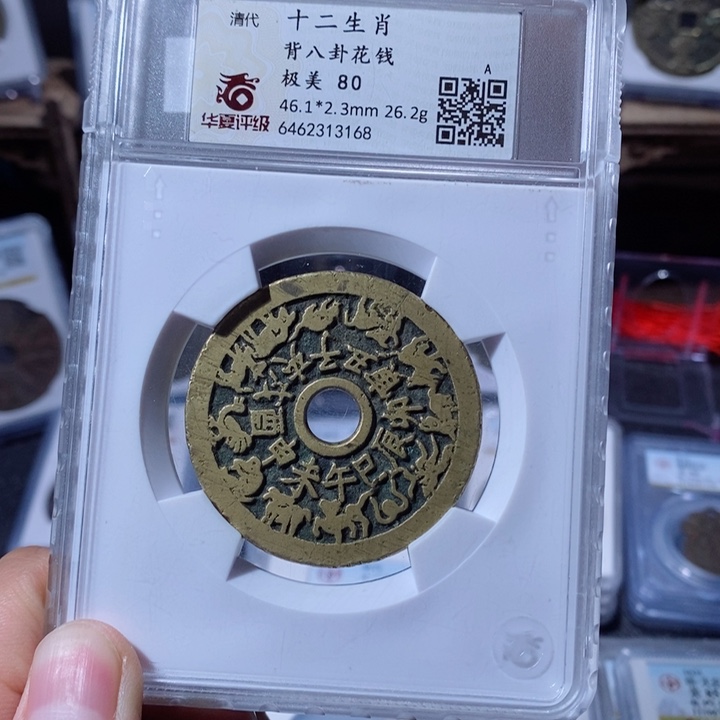 清代 十二生肖
背八卦花钱
极美 80
A
46.1*2.3mm 26.2g
华夏评级 6462313168
子丑寅卯辰巳午未申酉戌亥